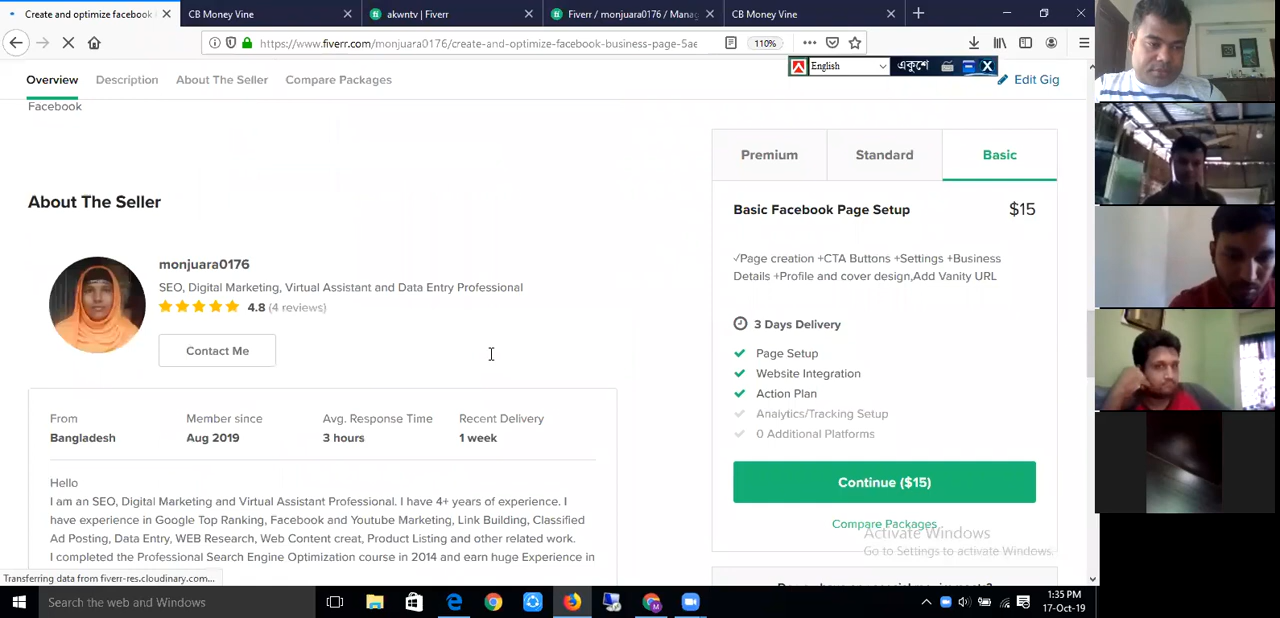 Create and optimize facebook
CB Money Vine
akwntv | Fiverr
Fiverr / monjuara0176 / Manag
CB Money Vine
https://www.fiverr.com/monjuara0176/create-and-optimize-facebook-business-page-5ae
110%
Overview
Description
About The Seller
Compare Packages
English
একুশে
Edit Gig
Facebook
About The Seller
monjuara0176
SEO, Digital Marketing, Virtual Assistant and Data Entry Professional
4.8 (4 reviews)
Contact Me
From
Bangladesh
Member since
Aug 2019
Avg. Response Time
3 hours
Recent Delivery
1 week
Hello
I am an SEO, Digital Marketing and Virtual Assistant Professional. I have 4+ years of experience. I
have experience in Google Top Ranking, Facebook and Youtube Marketing, Link Building, Classified
Ad Posting, Data Entry, WEB Research, Web Content creat, Product Listing and other related work.
I completed the Professional Search Engine Optimization course in 2014 and earn huge Experience in
Premium
Standard
Basic
Basic Facebook Page Setup
$15
✓Page creation +CTA Buttons +Settings +Business
Details +Profile and cover design,Add Vanity URL
3 Days Delivery
Page Setup
Website Integration
Action Plan
Analytics/Tracking Setup
0 Additional Platforms
Continue ($15)
Compare Packages
Activate Windows
Go to Settings to activate Windows.
Transferring data from fiverr-res.cloudinary.com...
Search the web and Windows
1:35 PM
17-Oct-19